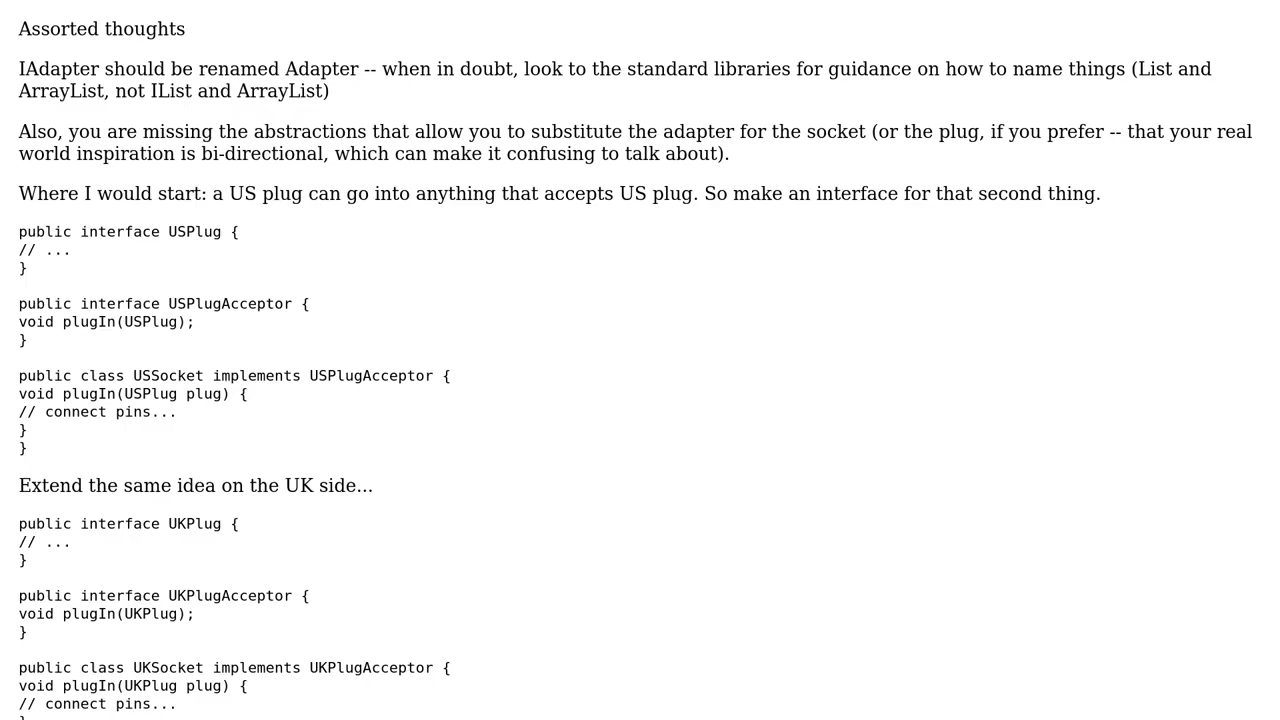 Assorted thoughts
IAdapter should be renamed Adapter -- when in doubt, look to the standard libraries for guidance on how to name things (List and
ArrayList, not IList and ArrayList)
Also, you are missing the abstractions that allow you to substitute the adapter for the socket (or the plug, if you prefer -- that your real
world inspiration is bi-directional, which can make it confusing to talk about).
Where I would start: a US plug can go into anything that accepts US plug. So make an interface for that second thing.
public interface USPlug {
// ...
}
public interface USPlugAcceptor {
void plugIn(USPlug);
}
public class USSocket implements USPlugAcceptor {
void plugIn(USPlug plug) {
// connect pins...
}
}
Extend the same idea on the UK side...
public interface UKPlug {
// ...
}
public interface UKPlugAcceptor {
void plugIn(UKPlug);
}
public class UKSocket implements UKPlugAcceptor {
void plugIn(UKPlug plug) {
// connect pins...
}